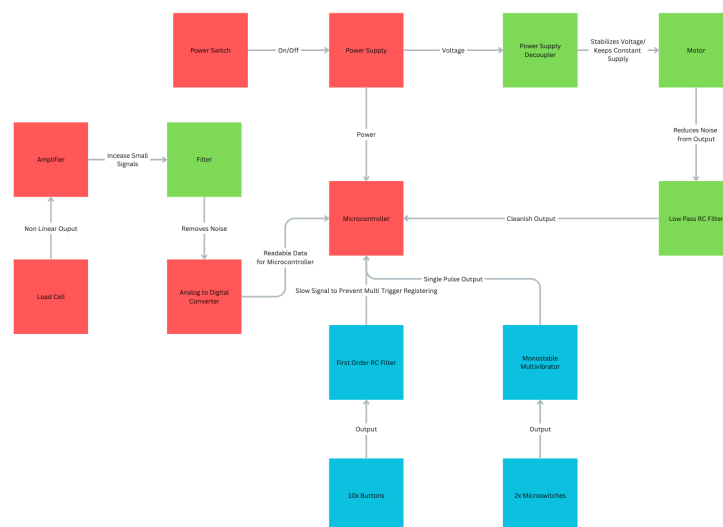 Power Switch
On/Off
Power Supply
Voltage
Power Supply
Decoupler
Stabilizes Voltage/
Keeps Constant
Supply
Motor
Power
Reduces Noise
from Output
Amplifier
Incease Small
Signals
Filter
Non Linear Ouput
Removes Noise
Microcontroller
Cleanish Output
Low Pass RC Filter
Readable Data
for Microcontroller
Load Cell
Analog to Digital
Converter
Single Pulse Output
Slow Signal to Prevent Multi Trigger Registering
First Order RC Filter
Monostable
Multivibrator
Output
Output
10x Buttons
2x Microswitches